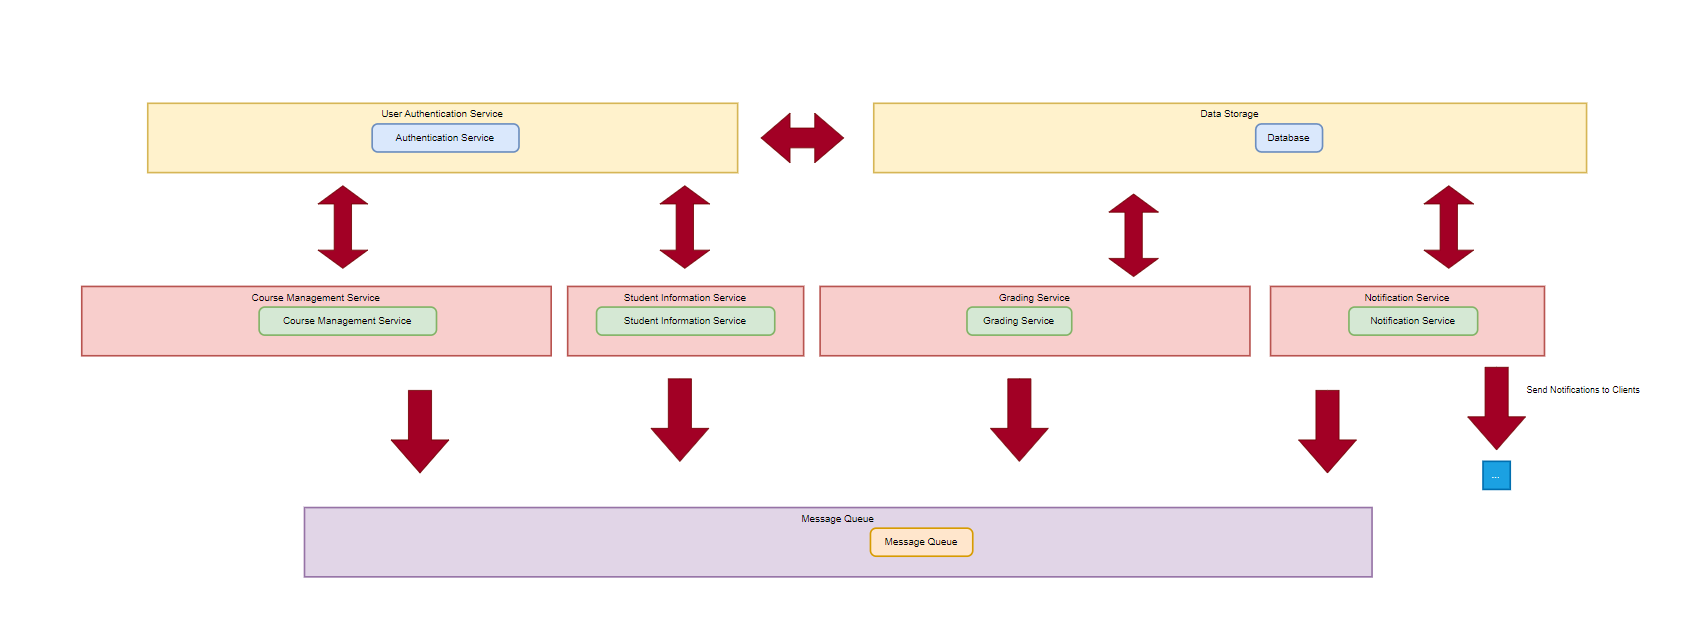 User Authentication Service
Authentication Service
Data Storage
Database
Course Management Service
Course Management Service
Student Information Service
Student Information Service
Grading Service
Grading Service
Notification Service
Notification Service
Send Notifications to Clients
...
Message Queue
Message Queue